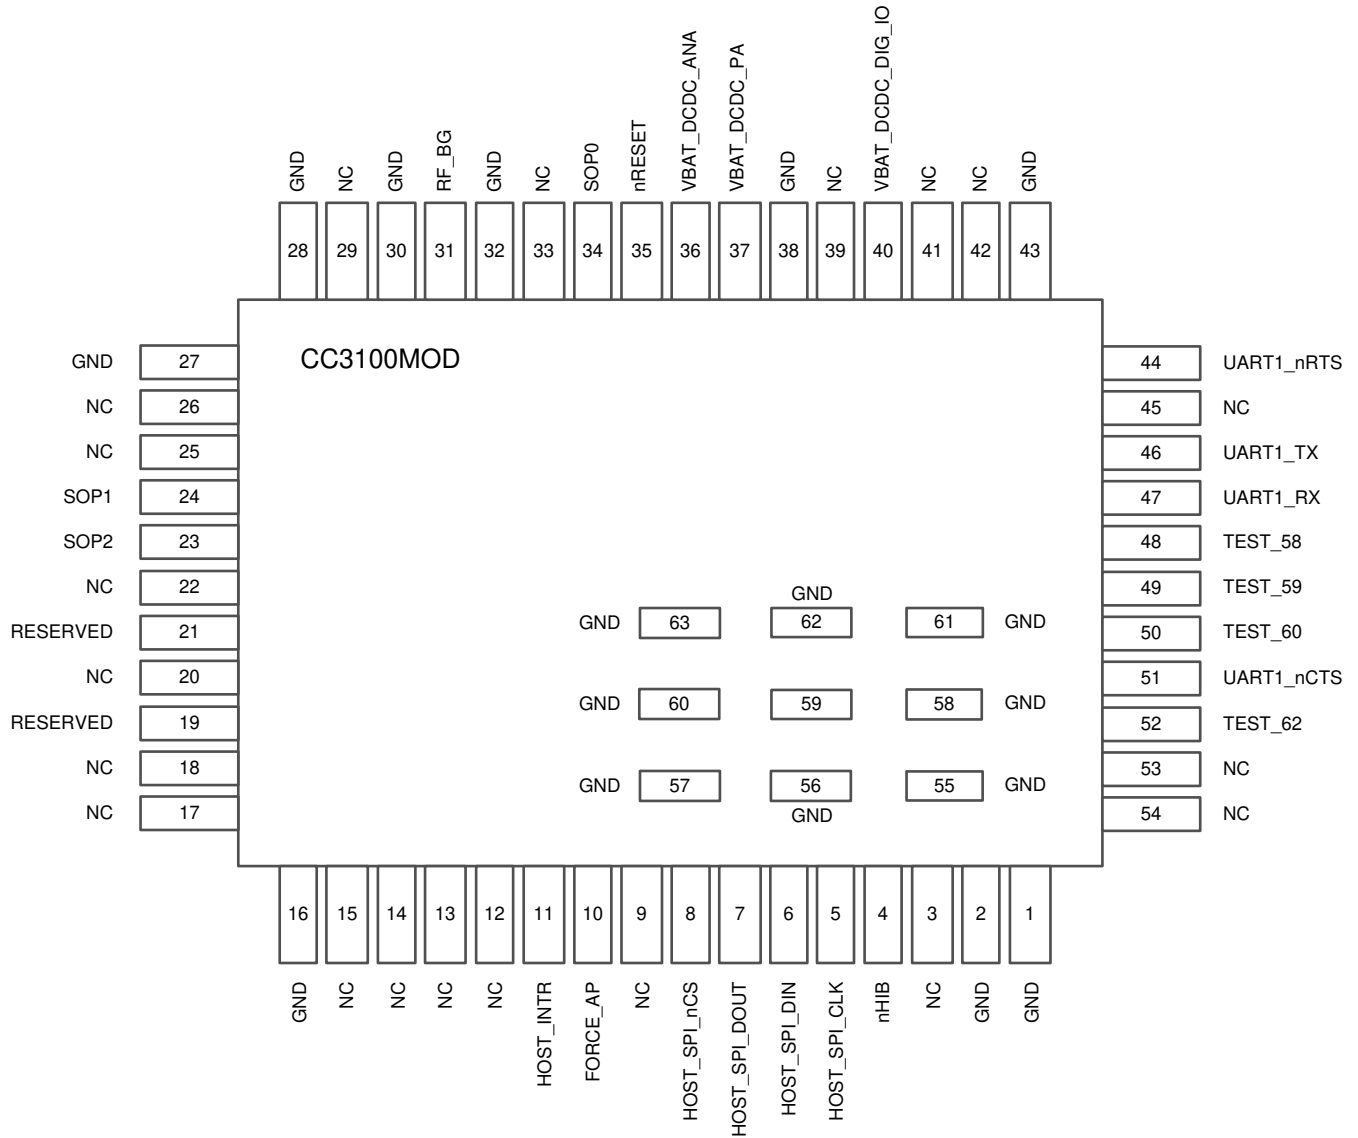 GND NC GND RF_BG GND NC SOP0 nRESET VBAT_DCDC_ANA VBAT_DCDC_PA GND NC VBAT_DCDC_DIG_IO NC NC GND
28 29 30 31 32 33 34 35 36 37 38 39 40 41 42 43
CC3100MOD
GND 27
NC 26
NC 25
SOP1 24
SOP2 23
NC 22
RESERVED 21
NC 20
RESERVED 19
NC 18
NC 17
44 UART1_nRTS
45 NC
46 UART1_TX
47 UART1_RX
48 TEST_58
49 TEST_59
50 TEST_60
51 UART1_nCTS
52 TEST_62
53 NC
54 NC
GND
GND 63 62 61 GND
GND 60 59 58 GND
GND 57 56 55 GND
GND
16 15 14 13 12 11 10 9 8 7 6 5 4 3 2 1
GND NC NC NC NC HOST_INTR FORCE_AP NC HOST_SPI_nCS HOST_SPI_DOUT HOST_SPI_DIN HOST_SPI_CLK nHIB NC GND GND